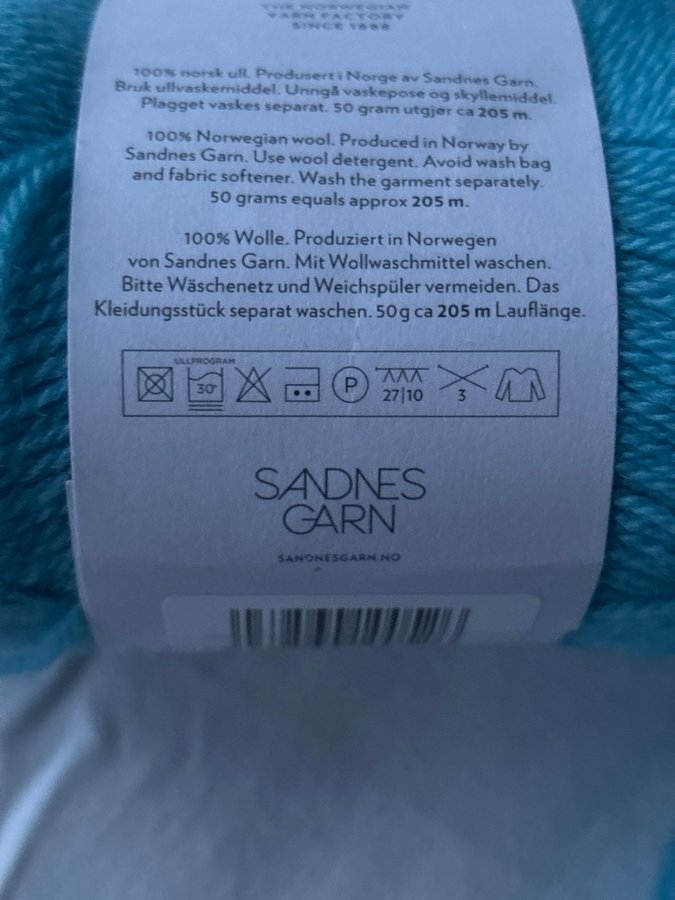 THE NORWEGIAN
YARN FACTORY
SINCE 1888
100% norsk ull. Produsert i Norge av Sandnes Garn.
Bruk ullvaskemiddel. Unngå vaskepose og skyllemiddel.
Plagget vaskes separat. 50 gram utgjør ca 205 m.
100% Norwegian wool. Produced in Norway by
Sandnes Garn. Use wool detergent. Avoid wash bag
and fabric softener. Wash the garment separately.
50 grams equals approx 205 m.
100% Wolle. Produziert in Norwegen
von Sandnes Garn. Mit Wollwaschmittel waschen.
Bitte Wäschenetz und Weichspüler vermeiden. Das
Kleidungsstück separat waschen. 50 g ca 205 m Lauflänge.
ULLPROGRAM
30° P 27|10 3
SANDNES
GARN
SANDNESGARN.NO